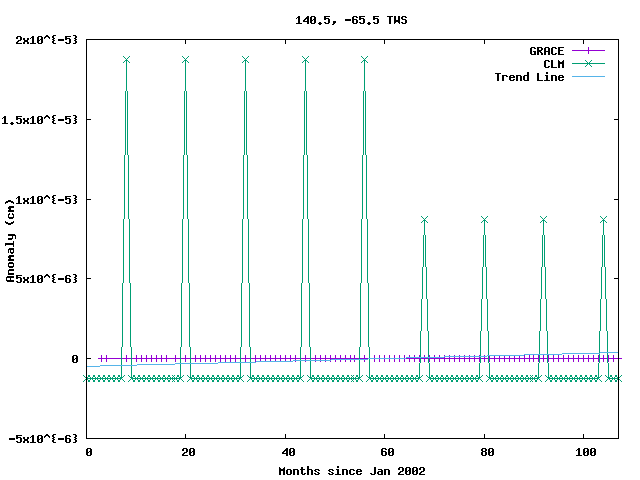 140.5, -65.5 TWS
GRACE
CLM
Trend Line
2x10^{-5}
1.5x10^{-5}
1x10^{-5}
5x10^{-6}
0
-5x10^{-6}
Anomaly (cm)
0 20 40 60 80 100
Months since Jan 2002